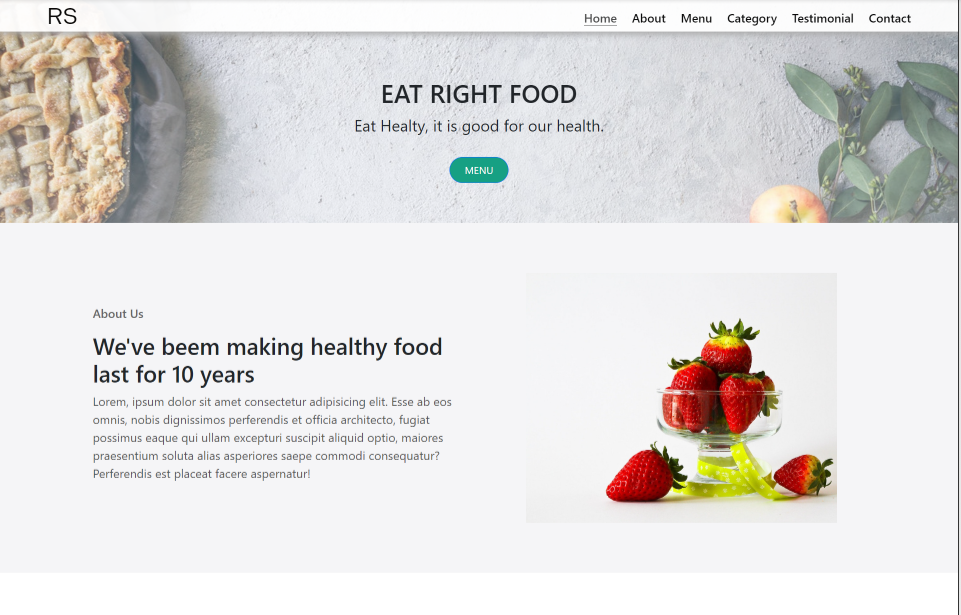 RS
Home About Menu Category Testimonial Contact
EAT RIGHT FOOD
Eat Healty, it is good for our health.
MENU
About Us
We've beem making healthy food
last for 10 years
Lorem, ipsum dolor sit amet consectetur adipisicing elit. Esse ab eos
omnis, nobis dignissimos perferendis et officia architecto, fugiat
possimus eaque qui ullam excepturi suscipit aliquid optio, maiores
praesentium soluta alias asperiores saepe commodi consequatur?
Perferendis est placeat facere aspernatur!